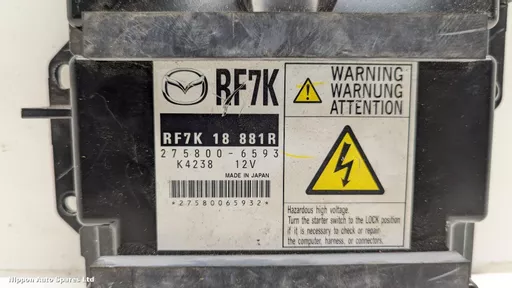 RF7K
RF7K 18 881R
275800-6593
K4238 12V
MADE IN JAPAN
*27580065932*
WARNING
WARNUNG
ATTENTION
Hazardous high voltage.
Turn the starter switch to the LOCK position
if it is necessary to check or repair
the computer, harness, or connectors.
Nippon Auto Spares Ltd